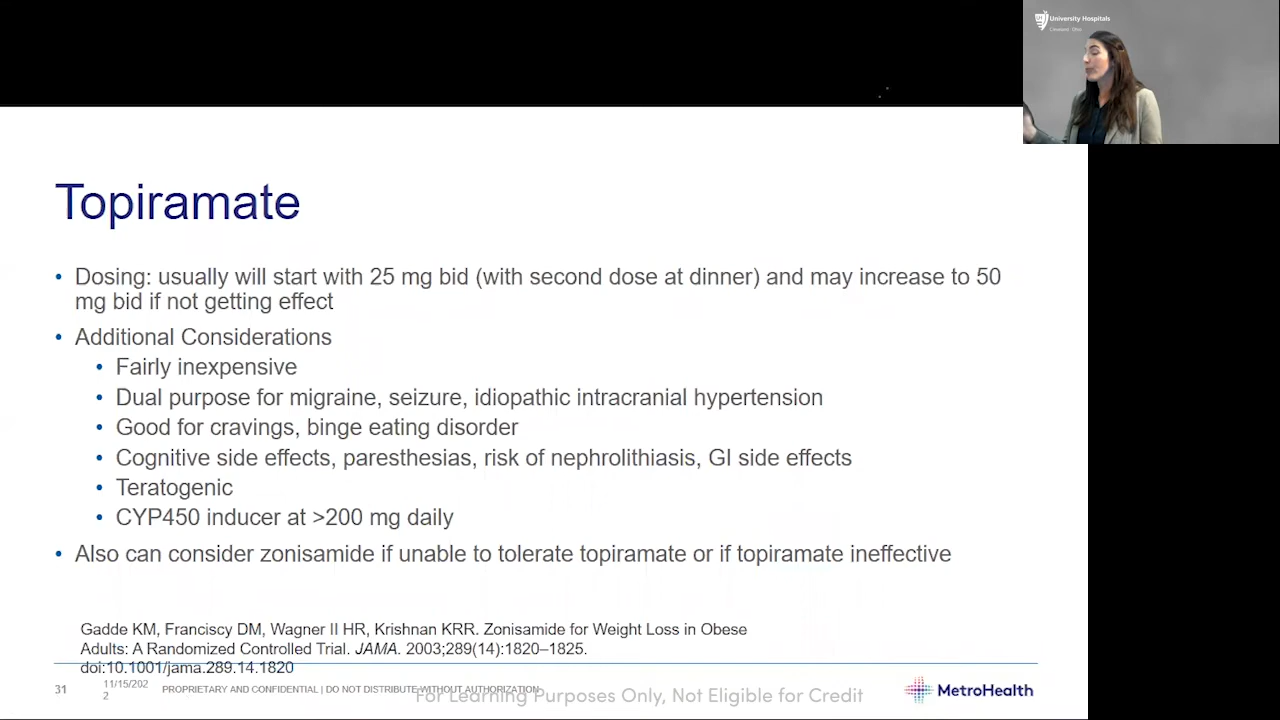 University Hospitals
Cleveland Ohio
Topiramate
• Dosing: usually will start with 25 mg bid (with second dose at dinner) and may increase to 50
mg bid if not getting effect
• Additional Considerations
• Fairly inexpensive
• Dual purpose for migraine, seizure, idiopathic intracranial hypertension
• Good for cravings, binge eating disorder
• Cognitive side effects, paresthesias, risk of nephrolithiasis, GI side effects
• Teratogenic
• CYP450 inducer at >200 mg daily
• Also can consider zonisamide if unable to tolerate topiramate or if topiramate ineffective
Gadde KM, Franciscy DM, Wagner II HR, Krishnan KRR. Zonisamide for Weight Loss in Obese
Adults: A Randomized Controlled Trial. JAMA. 2003;289(14):1820–1825.
doi:10.1001/jama.289.14.1820
31
11/15/202
2
PROPRIETARY AND CONFIDENTIAL | DO NOT DISTRIBUTE WITHOUT AUTHORIZATION
For Learning Purposes Only, Not Eligible for Credit
MetroHealth